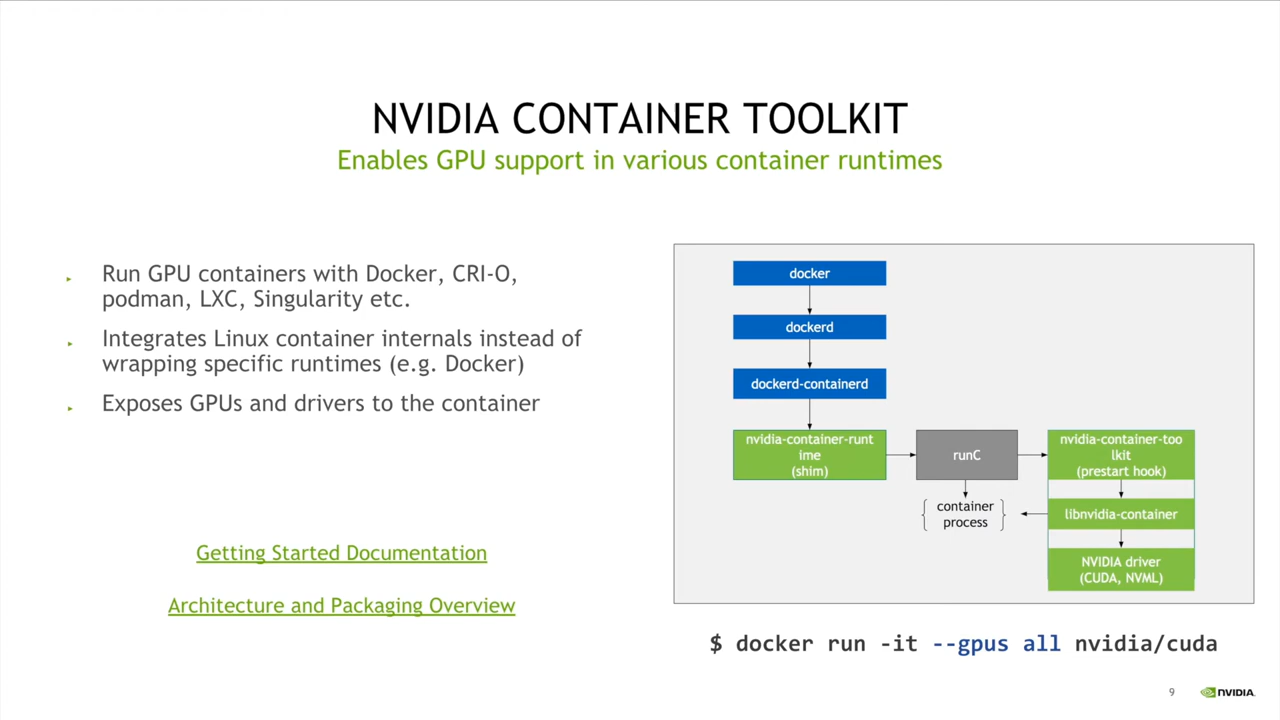 NVIDIA CONTAINER TOOLKIT
Enables GPU support in various container runtimes
Run GPU containers with Docker, CRI-O,
podman, LXC, Singularity etc.
Integrates Linux container internals instead of
wrapping specific runtimes (e.g. Docker)
Exposes GPUs and drivers to the container
Getting Started Documentation
Architecture and Packaging Overview
docker
dockerd
dockerd-containerd
nvidia-container-runt
ime
(shim)
runC
container
process
nvidia-container-too
lkit
(prestart hook)
libnvidia-container
NVIDIA driver
(CUDA, NVML)
$ docker run -it --gpus all nvidia/cuda
9
NVIDIA.